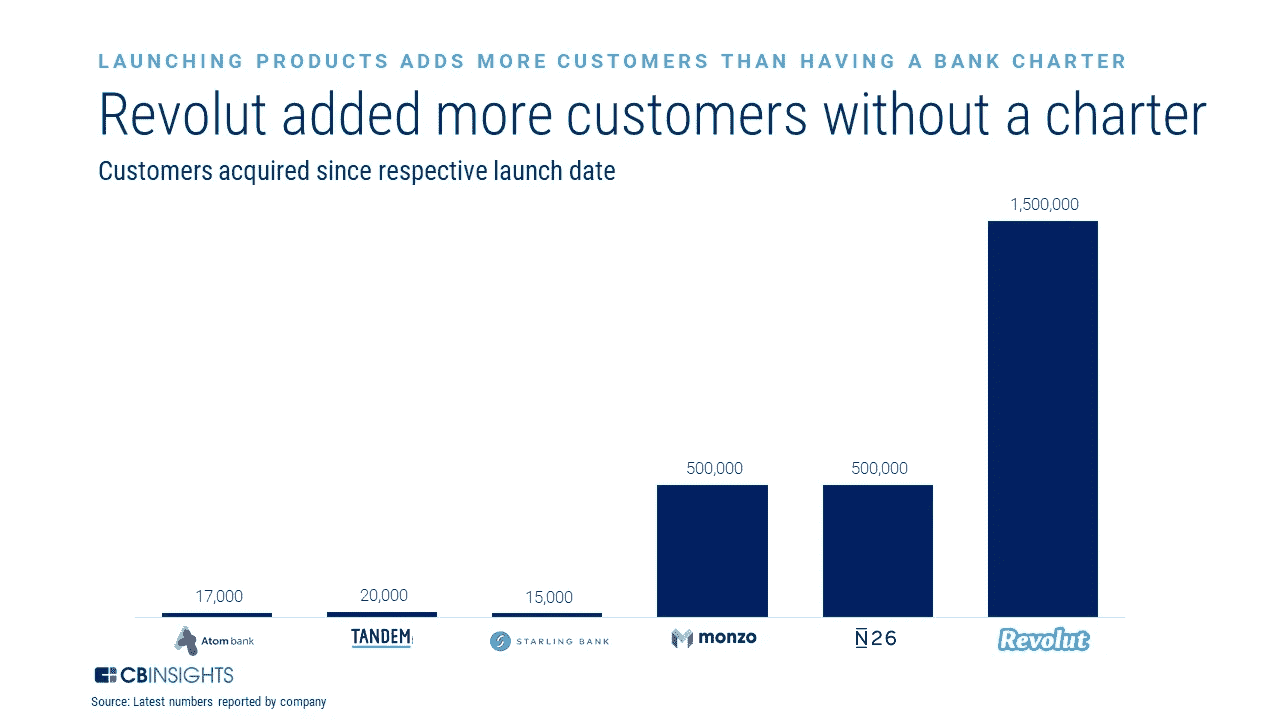 LAUNCHING PRODUCTS ADDS MORE CUSTOMERS THAN HAVING A BANK CHARTER
Revolut added more customers without a charter
Customers acquired since respective launch date
1,500,000
500,000 500,000
17,000 20,000 15,000
Atom bank TANDEM STARLING BANK monzo N26 Revolut
CBINSIGHTS
Source: Latest numbers reported by company